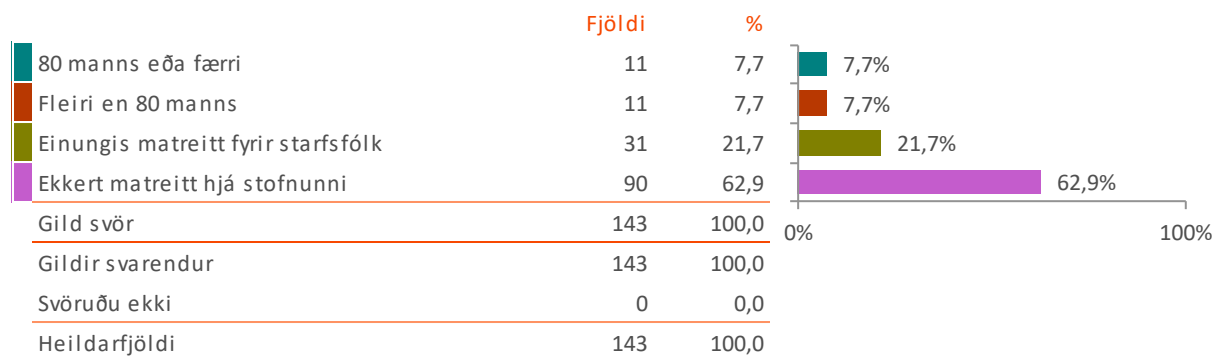 Fjöldi %
80 manns eða færri 11 7,7 7,7%
Fleiri en 80 manns 11 7,7 7,7%
Einungis matreitt fyrir starfsfólk 31 21,7 21,7%
Ekkert matreitt hjá stofnunni 90 62,9 62,9%
Gild svör 143 100,0 0% 100%
Gildir svarendur 143 100,0
Svöruðu ekki 0 0,0
Heildarfjöldi 143 100,0